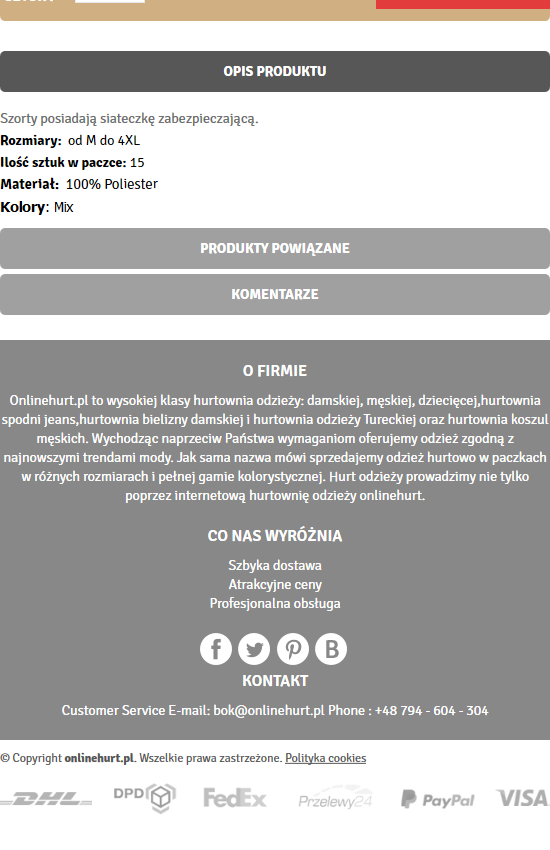 OPIS PRODUKTU
Szorty posiadają siateczkę zabezpieczającą.
Rozmiary: od M do 4XL
Ilość sztuk w paczce: 15
Materiał: 100% Poliester
Kolory: Mix
PRODUKTY POWIĄZANE
KOMENTARZE
O FIRMIE
Onlinehurt.pl to wysokiej klasy hurtownia odzieży: damskiej, męskiej, dziecięcej,hurtownia
spodni jeans,hurtownia bielizny damskiej i hurtownia odzieży Tureckiej oraz hurtownia koszul
męskich. Wychodząc naprzeciw Państwa wymaganiom oferujemy odzież zgodną z
najnowszymi trendami mody. Jak sama nazwa mówi sprzedajemy odzież hurtowo w paczkach
w różnych rozmiarach i pełnej gamie kolorystycznej. Hurt odzieży prowadzimy nie tylko
poprzez internetową hurtownię odzieży onlinehurt.
CO NAS WYRÓŻNIA
Szbyka dostawa
Atrakcyjne ceny
Profesjonalna obsługa
KONTAKT
Customer Service E-mail: bok@onlinehurt.pl Phone : +48 794 - 604 - 304
© Copyright onlinehurt.pl. Wszelkie prawa zastrzeżone. Polityka cookies
DHL DPD FedEx Przelewy24 PayPal VISA